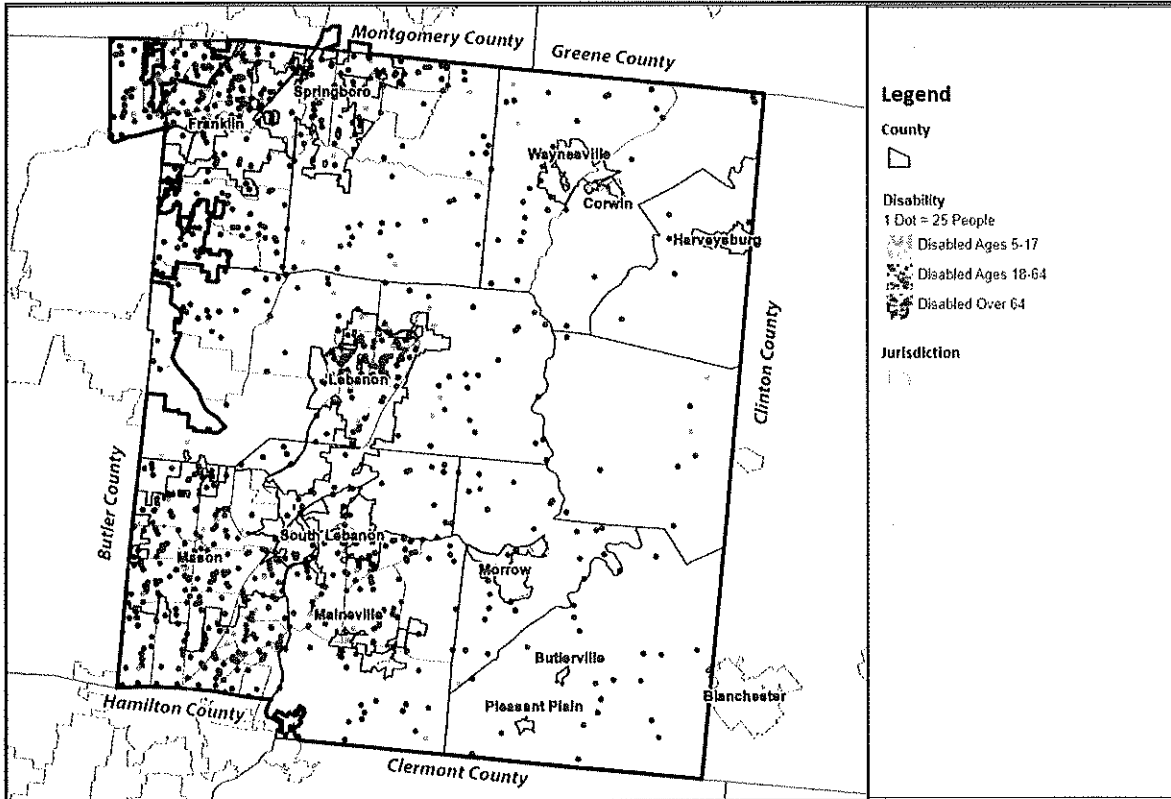 Montgomery County
Greene County
Springboro
Franklin
Waynesville
Corwin
Harveysburg
Clinton County
Lebanon
Butler County
South Lebanon
Mason
Morrow
Maineville
Butlerville
Blanchester
Pleasant Plain
Hamilton County
Clermont County
Legend
County
Disability
1 Dot = 25 People
Disabled Ages 5-17
Disabled Ages 18-64
Disabled Over 64
Jurisdiction